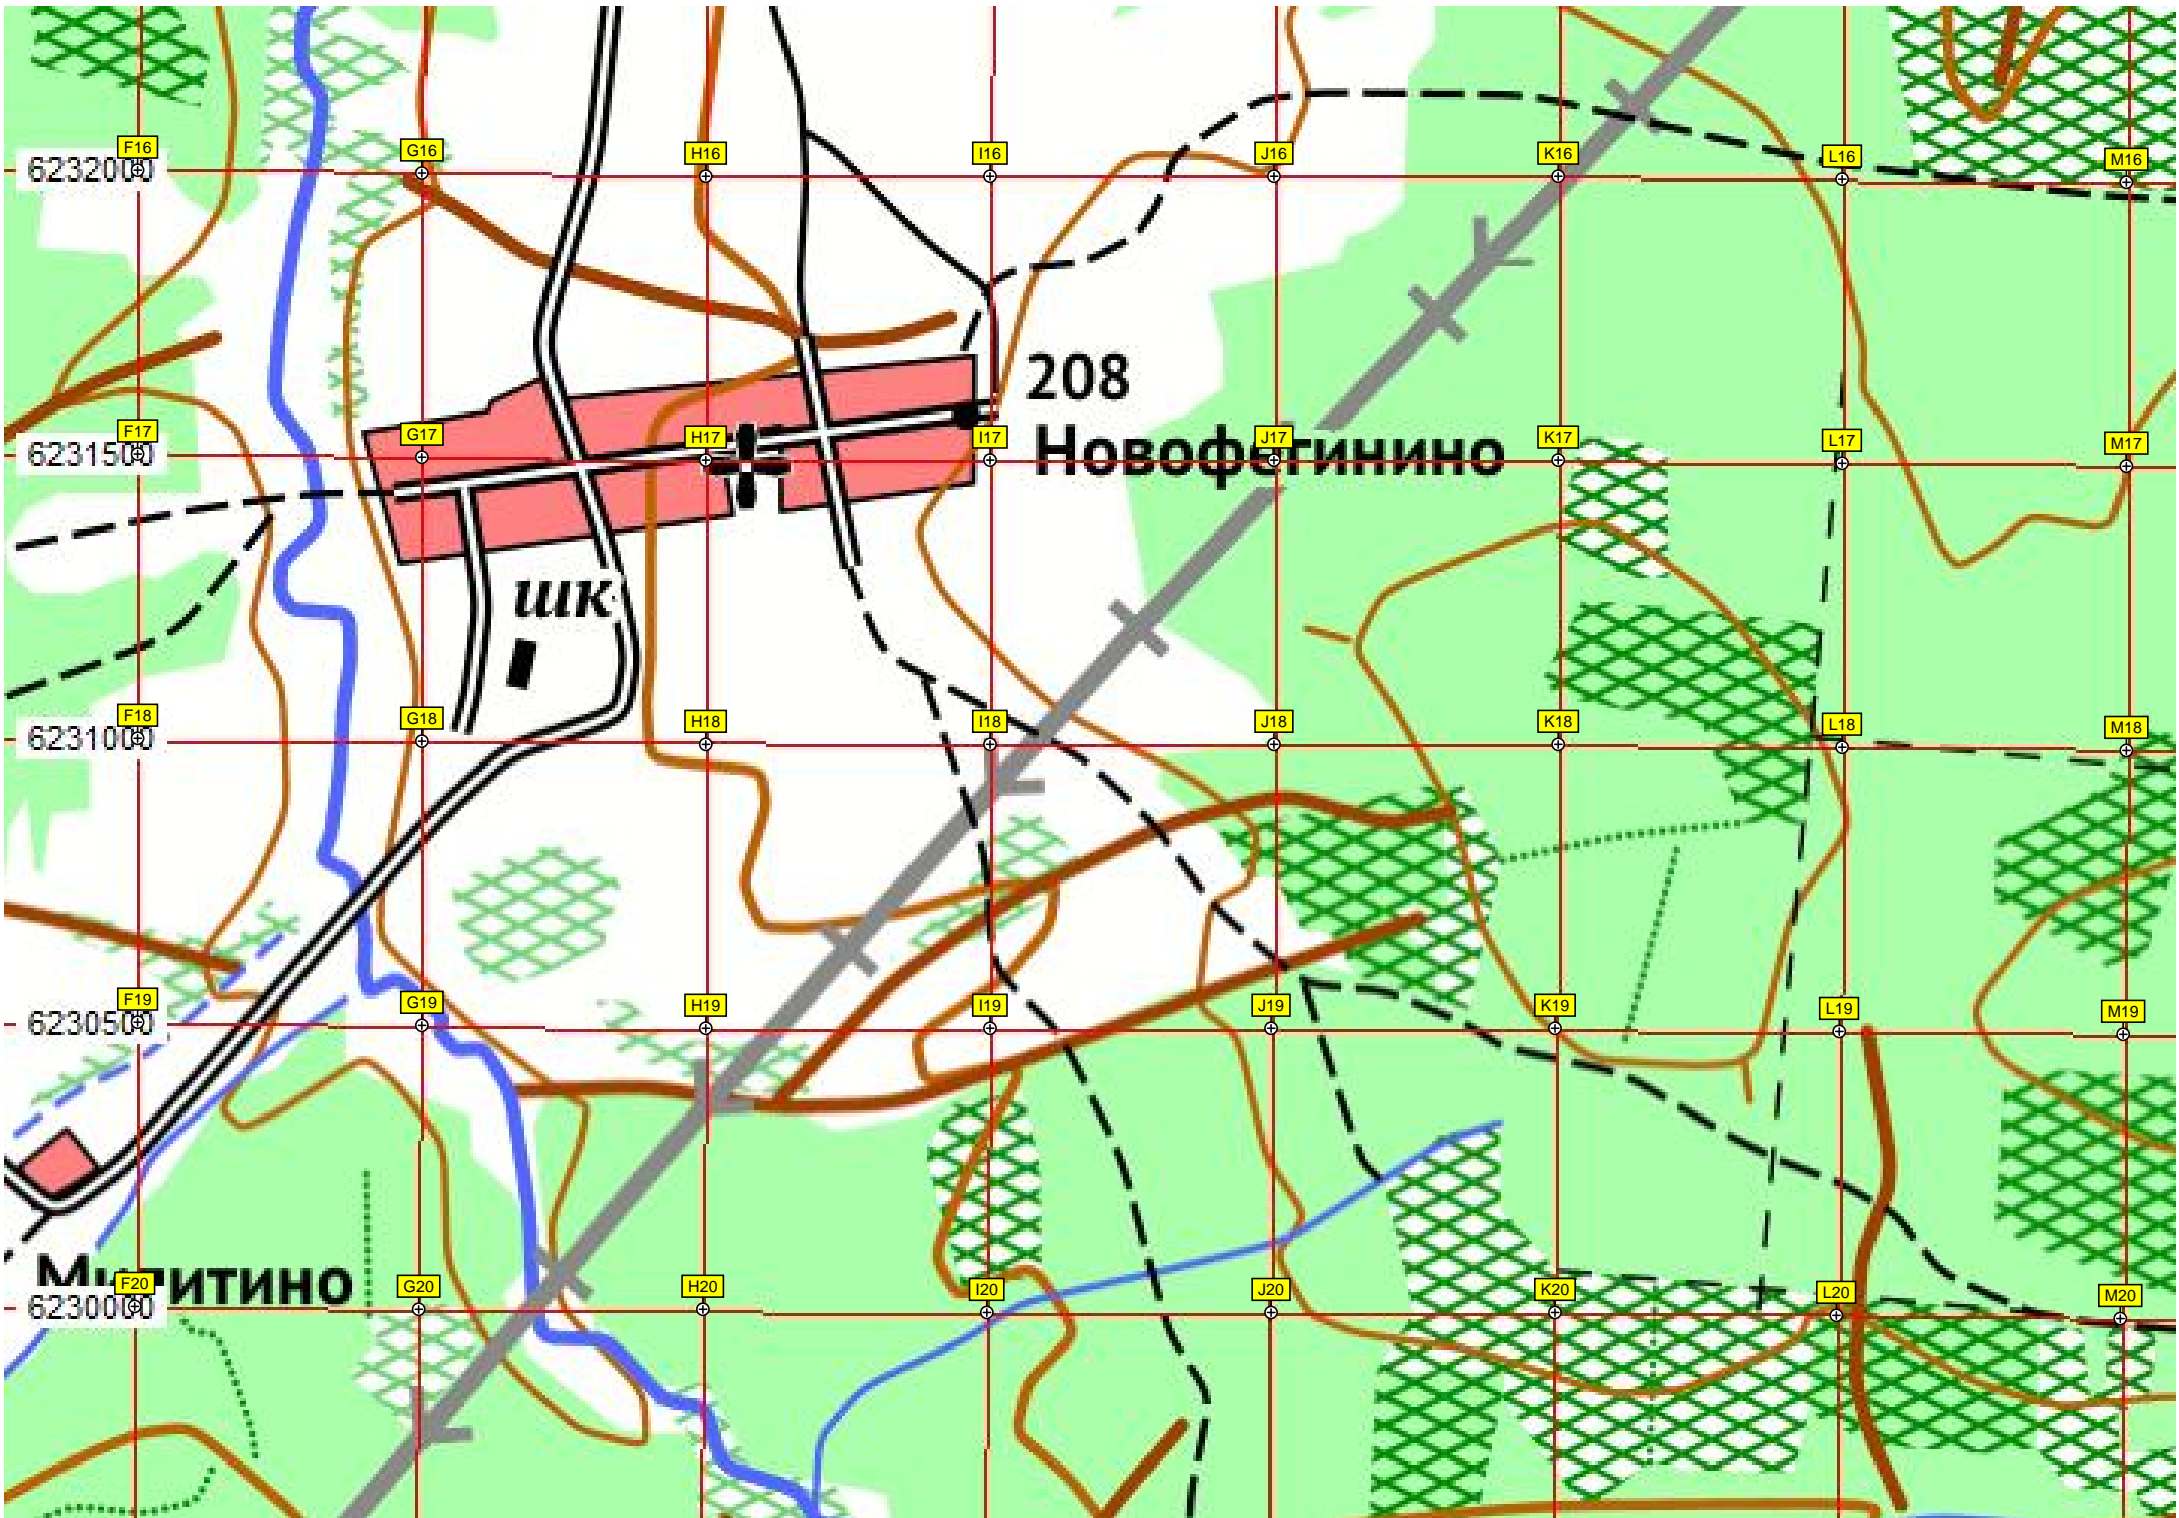 F16 G16 H16 I16 J16 K16 L16 M16
6232000
208
F17 G17 H17 I17 J17 K17 L17 M17
6231500
Новофетинино
шк
F18 G18 H18 I18 J18 K18 L18 M18
6231000
F19 G19 H19 I19 J19 K19 L19 M19
6230500
Милитино
F20 G20 H20 I20 J20 K20 L20 M20
6230000